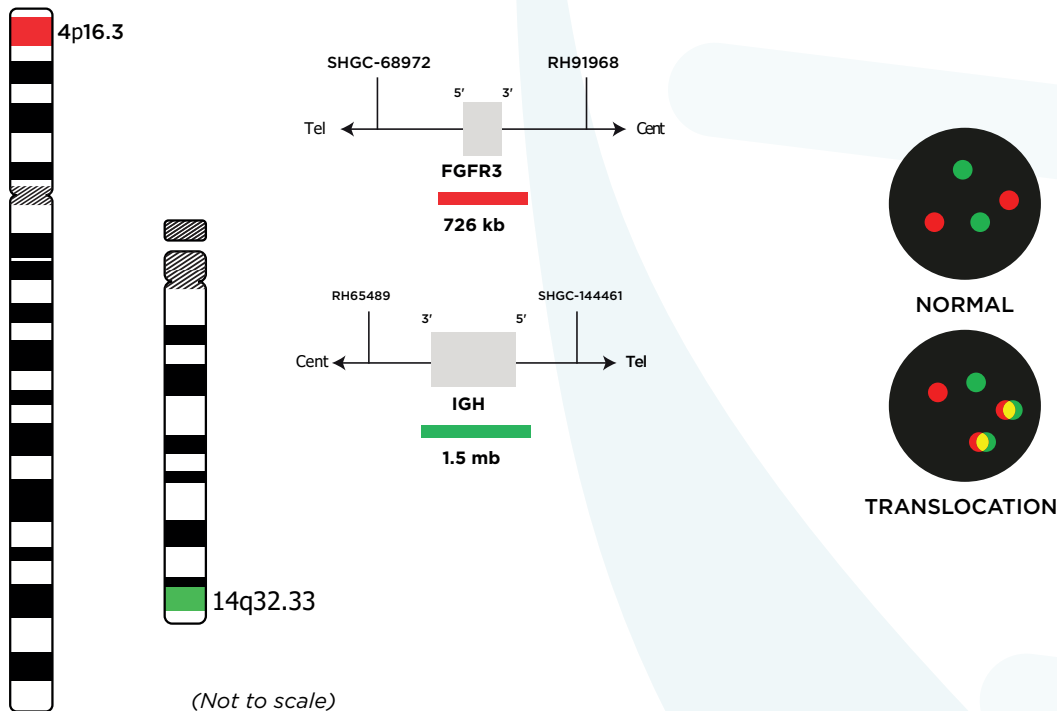 4p16.3
SHGC-68972
RH91968
5'
3'
Tel
Cent
FGFR3
726 kb
NORMAL
RH65489
SHGC-144461
3'
5'
Cent
Tel
IGH
1.5 mb
TRANSLOCATION
14q32.33
(Not to scale)